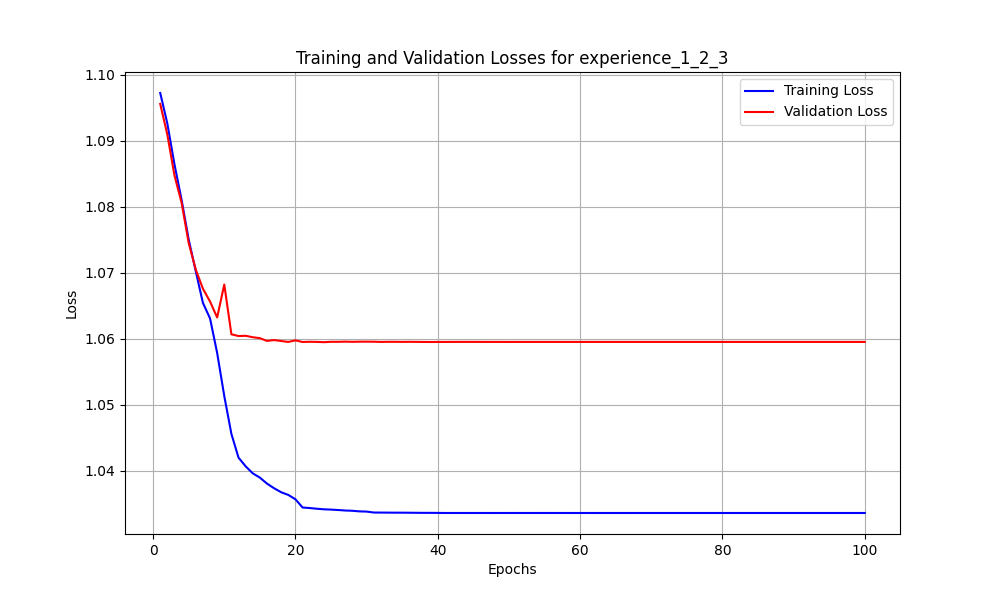 Training and Validation Losses for experience_1_2_3
Training Loss
Validation Loss
Loss
1.10
1.09
1.08
1.07
1.06
1.05
1.04
0 20 40 60 80 100
Epochs